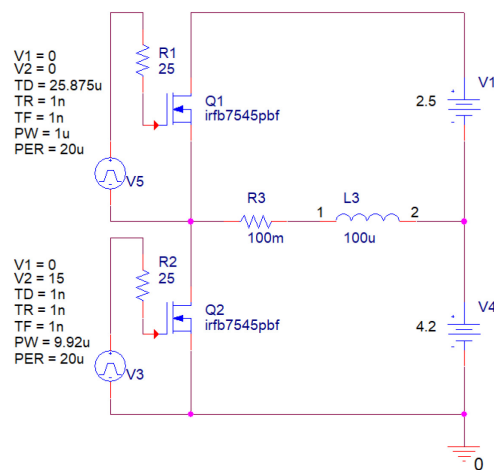 V1 = 0
V2 = 0
TD = 25.875u
TR = 1n
TF = 1n
PW = 1u
PER = 20u
R1
25
Q1
irfb7545pbf
V5
V1
2.5
R3
100m
1
L3
2
100u
V1 = 0
V2 = 15
TD = 1n
TR = 1n
TF = 1n
PW = 9.92u
PER = 20u
R2
25
Q2
irfb7545pbf
V3
V4
4.2
0